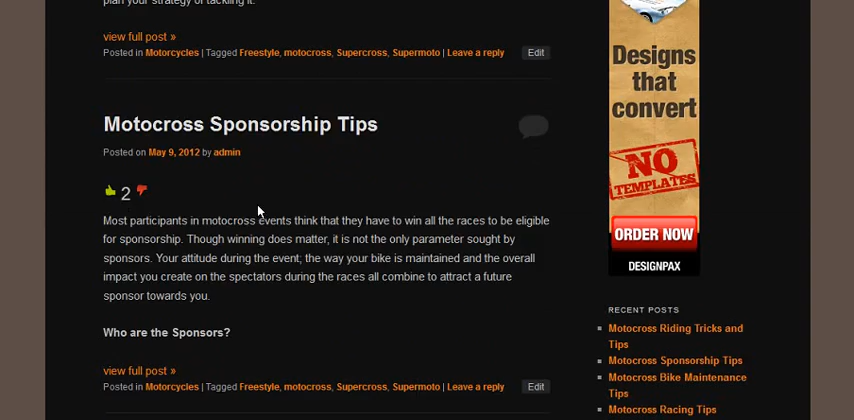 plan your strategy of tackling it.
view full post »
Posted in Motorcycles | Tagged Freestyle, motocross, Supercross, Supermoto | Leave a reply
Edit
Motocross Sponsorship Tips
Posted on May 9, 2012 by admin
2
Most participants in motocross events think that they have to win all the races to be eligible
for sponsorship. Though winning does matter, it is not the only parameter sought by
sponsors. Your attitude during the event; the way your bike is maintained and the overall
impact you create on the spectators during the races all combine to attract a future
sponsor towards you.
Who are the Sponsors?
view full post »
Posted in Motorcycles | Tagged Freestyle, motocross, Supercross, Supermoto | Leave a reply
Edit
Designs
that
convert
NO
TEMPLATES
ORDER NOW
DESIGNPAX
RECENT POSTS
Motocross Riding Tricks and
Tips
Motocross Sponsorship Tips
Motocross Bike Maintenance
Tips
Motocross Racing Tips